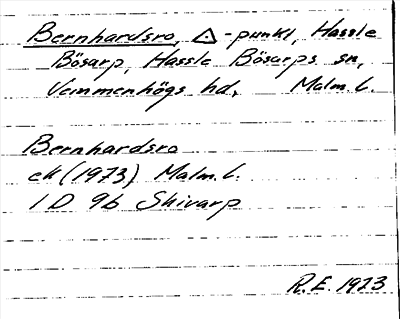 Bernhardsro, △-punkt, Hassle
Bösarp, Hassle Bösarps sn,
Vemmenhögs hd, Malm. l.
Bernhardsro
ek (1973) Malm. l.
1 D 9b Skivarp
R.E. 1973